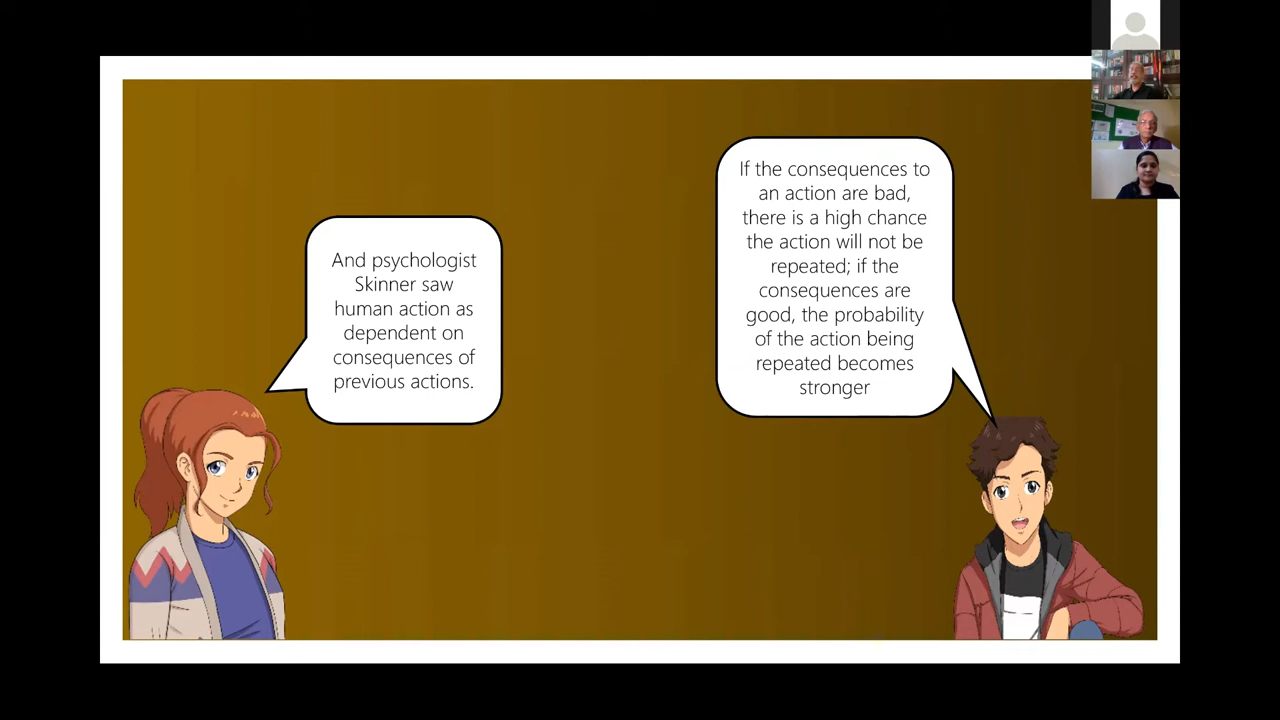 And psychologist
Skinner saw
human action as
dependent on
consequences of
previous actions.
If the consequences to
an action are bad,
there is a high chance
the action will not be
repeated; if the
consequences are
good, the probability
of the action being
repeated becomes
stronger